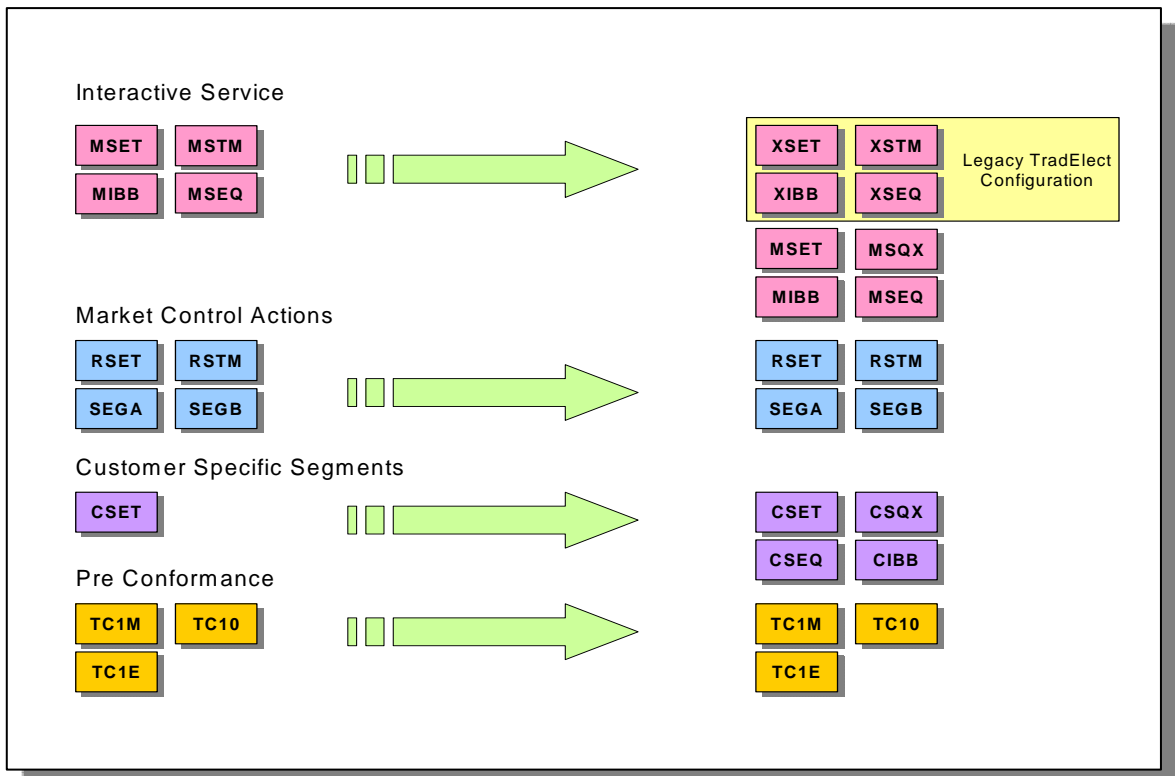 Interactive Service
MSET MSTM
MIBB MSEQ
XSET XSTM
XIBB XSEQ
Legacy TradElect
Configuration
MSET MSQX
MIBB MSEQ
Market Control Actions
RSET RSTM
SEGA SEGB
RSET RSTM
SEGA SEGB
Customer Specific Segments
CSET
CSET CSQX
CSEQ CIBB
Pre Conformance
TC1M TC10
TC1E
TC1M TC10
TC1E